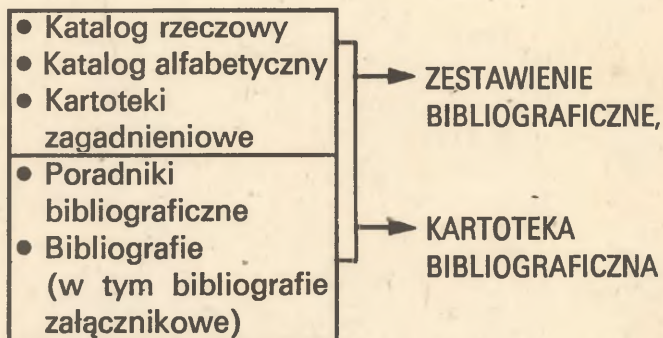 ● Katalog rzeczowy
● Katalog alfabetyczny
● Kartoteki
zagadnieniowe
● Poradniki
bibliograficzne
● Bibliografie
(w tym bibliografie
załącznikowe)
ZESTAWIENIE
BIBLIOGRAFICZNE,
KARTOTEKA
BIBLIOGRAFICZNA